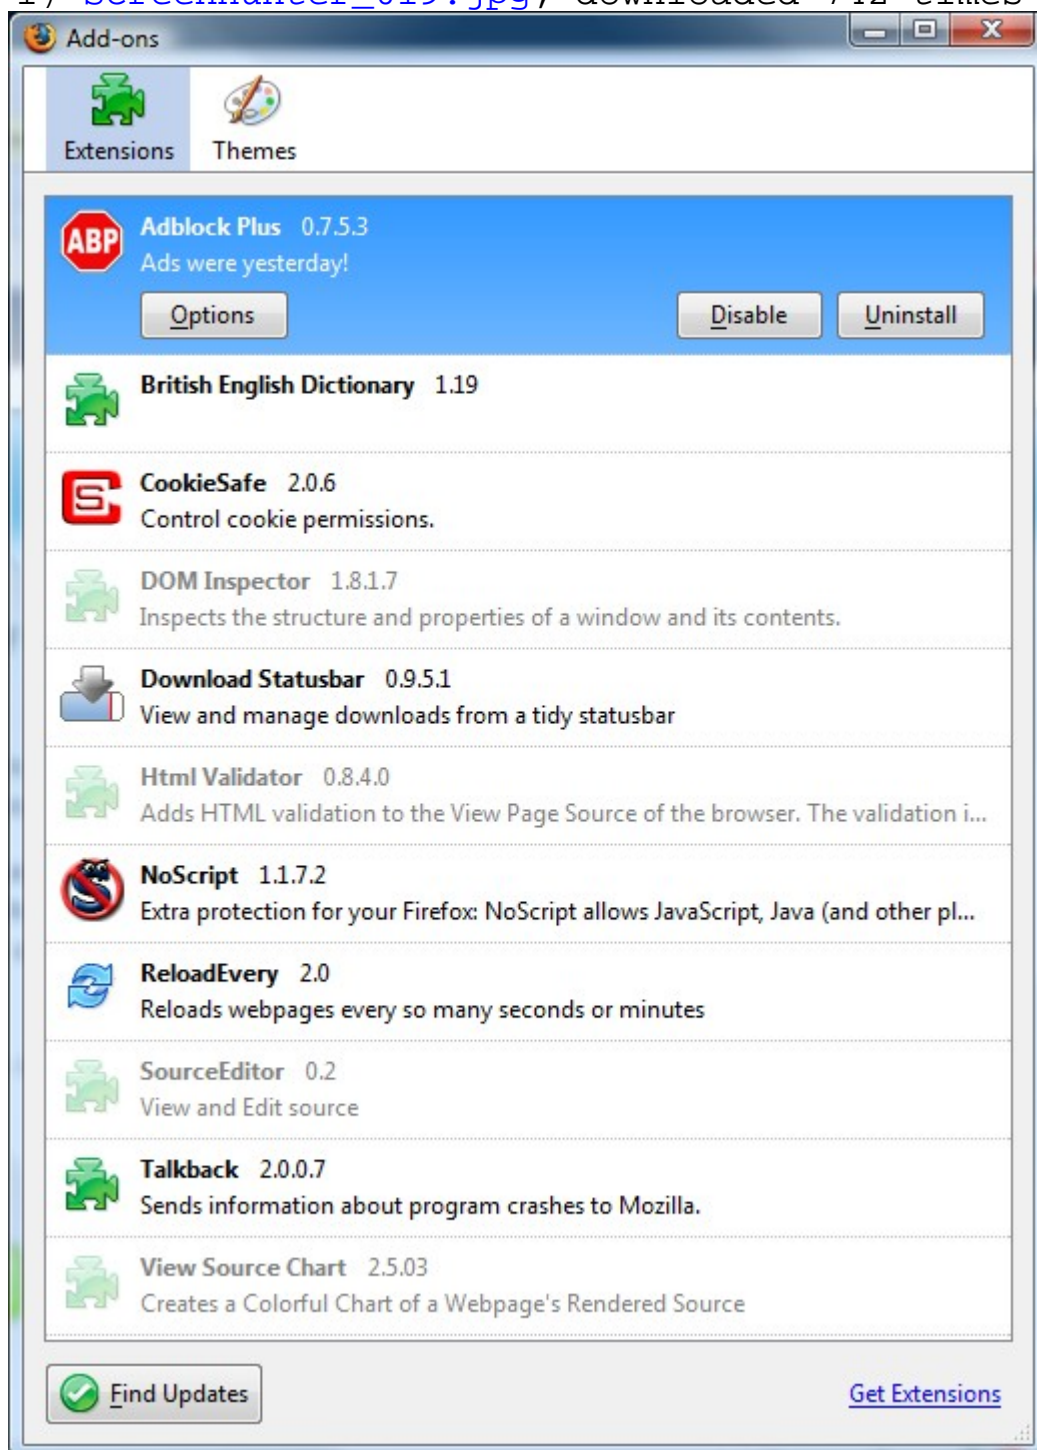 1) ScreenHunter_019.jpg, downloaded 742 times
Add-ons
Extensions Themes
ABP Adblock Plus 0.7.5.3
Ads were yesterday!
Options Disable Uninstall
British English Dictionary 1.19
CookieSafe 2.0.6
Control cookie permissions.
DOM Inspector 1.8.1.7
Inspects the structure and properties of a window and its contents.
Download Statusbar 0.9.5.1
View and manage downloads from a tidy statusbar
Html Validator 0.8.4.0
Adds HTML validation to the View Page Source of the browser. The validation i...
NoScript 1.1.7.2
Extra protection for your Firefox: NoScript allows JavaScript, Java (and other pl...
ReloadEvery 2.0
Reloads webpages every so many seconds or minutes
SourceEditor 0.2
View and Edit source
Talkback 2.0.0.7
Sends information about program crashes to Mozilla.
View Source Chart 2.5.03
Creates a Colorful Chart of a Webpage's Rendered Source
Find Updates Get Extensions